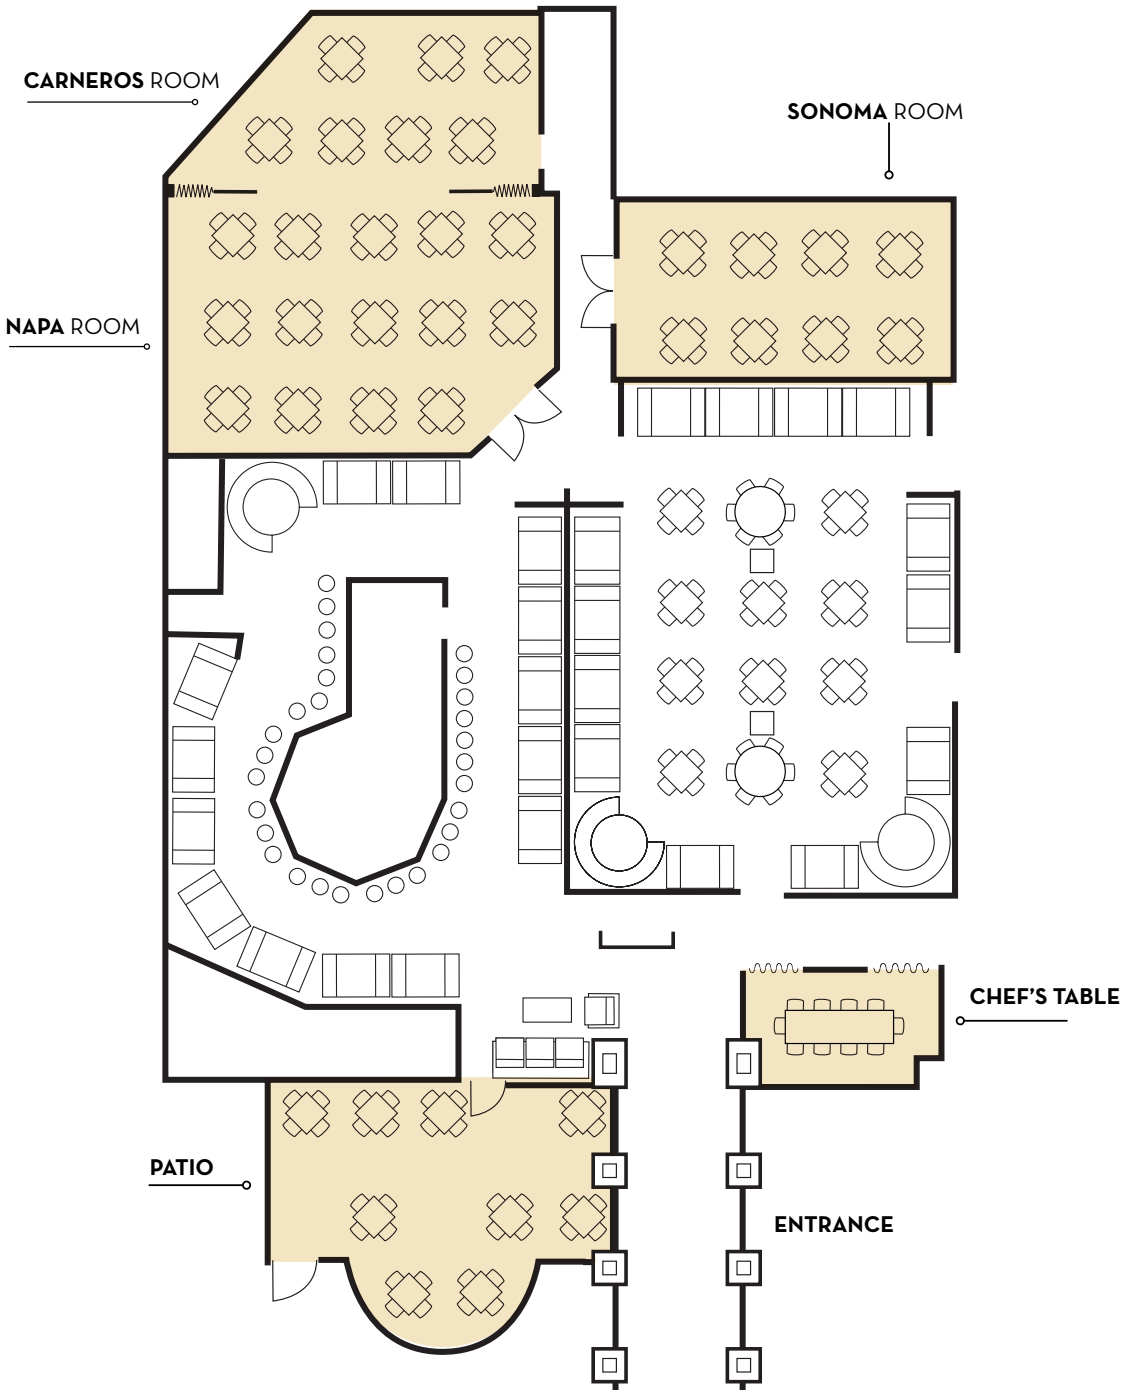 CARNEROS ROOM
SONOMA ROOM
NAPA ROOM
CHEF'S TABLE
PATIO
ENTRANCE